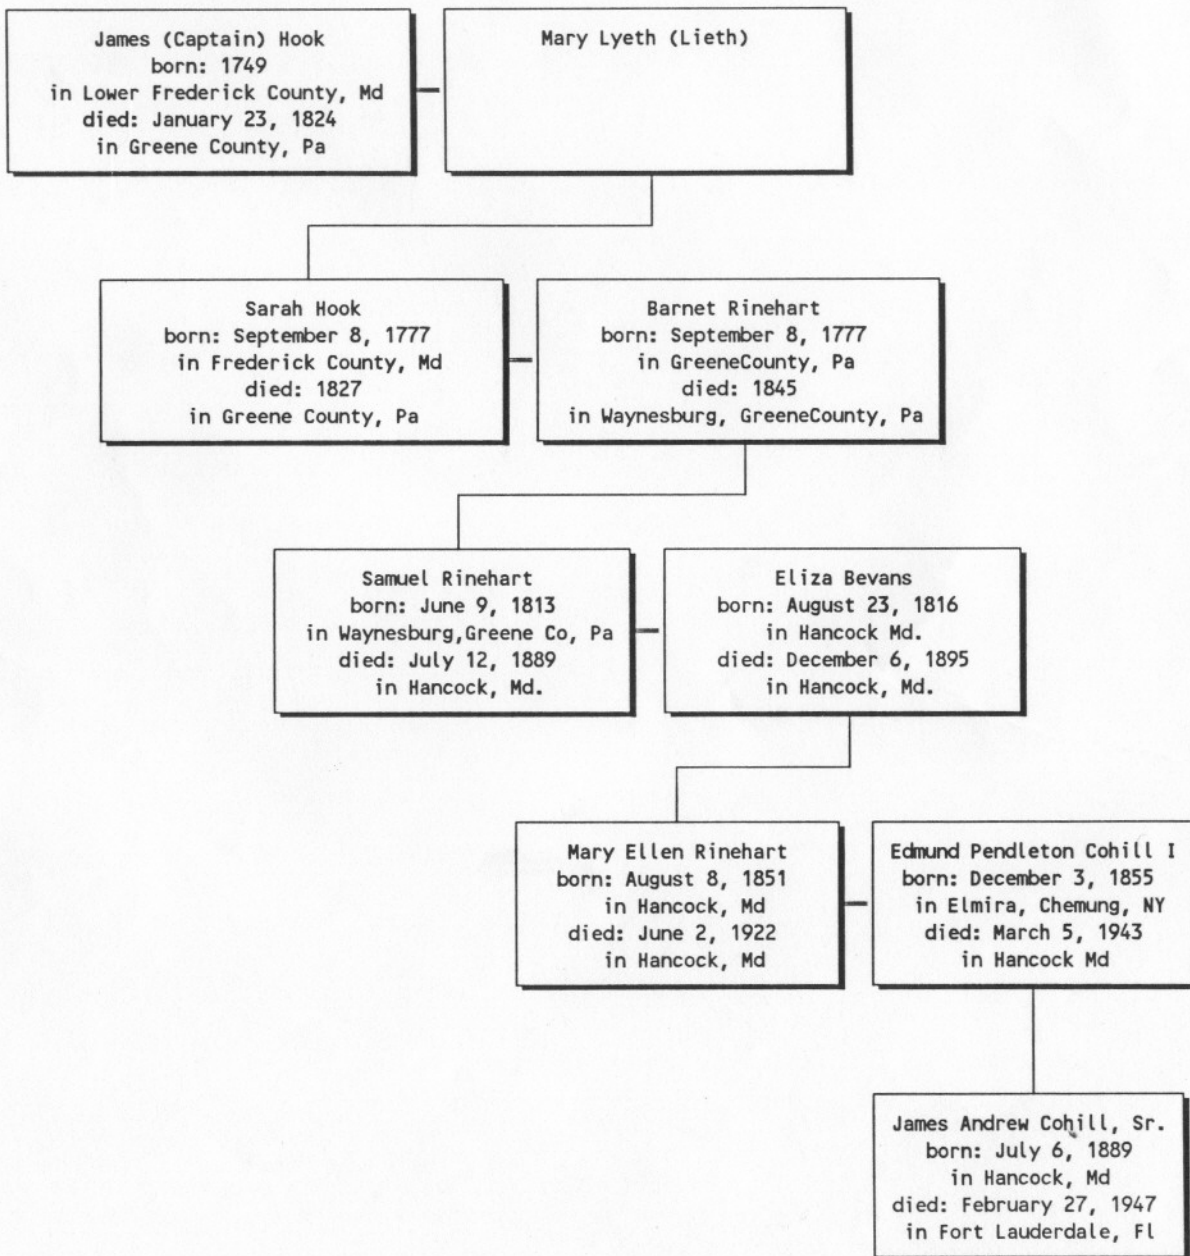 James (Captain) Hook
born: 1749
in Lower Frederick County, Md
died: January 23, 1824
in Greene County, Pa
Mary Lyeth (Lieth)
Sarah Hook
born: September 8, 1777
in Frederick County, Md
died: 1827
in Greene County, Pa
Barnet Rinehart
born: September 8, 1777
in GreeneCounty, Pa
died: 1845
in Waynesburg, GreeneCounty, Pa
Samuel Rinehart
born: June 9, 1813
in Waynesburg,Greene Co, Pa
died: July 12, 1889
in Hancock, Md.
Eliza Bevans
born: August 23, 1816
in Hancock Md.
died: December 6, 1895
in Hancock, Md.
Mary Ellen Rinehart
born: August 8, 1851
in Hancock, Md
died: June 2, 1922
in Hancock, Md
Edmund Pendleton Cohill I
born: December 3, 1855
in Elmira, Chemung, NY
died: March 5, 1943
in Hancock Md
James Andrew Cohill, Sr.
born: July 6, 1889
in Hancock, Md
died: February 27, 1947
in Fort Lauderdale, Fl